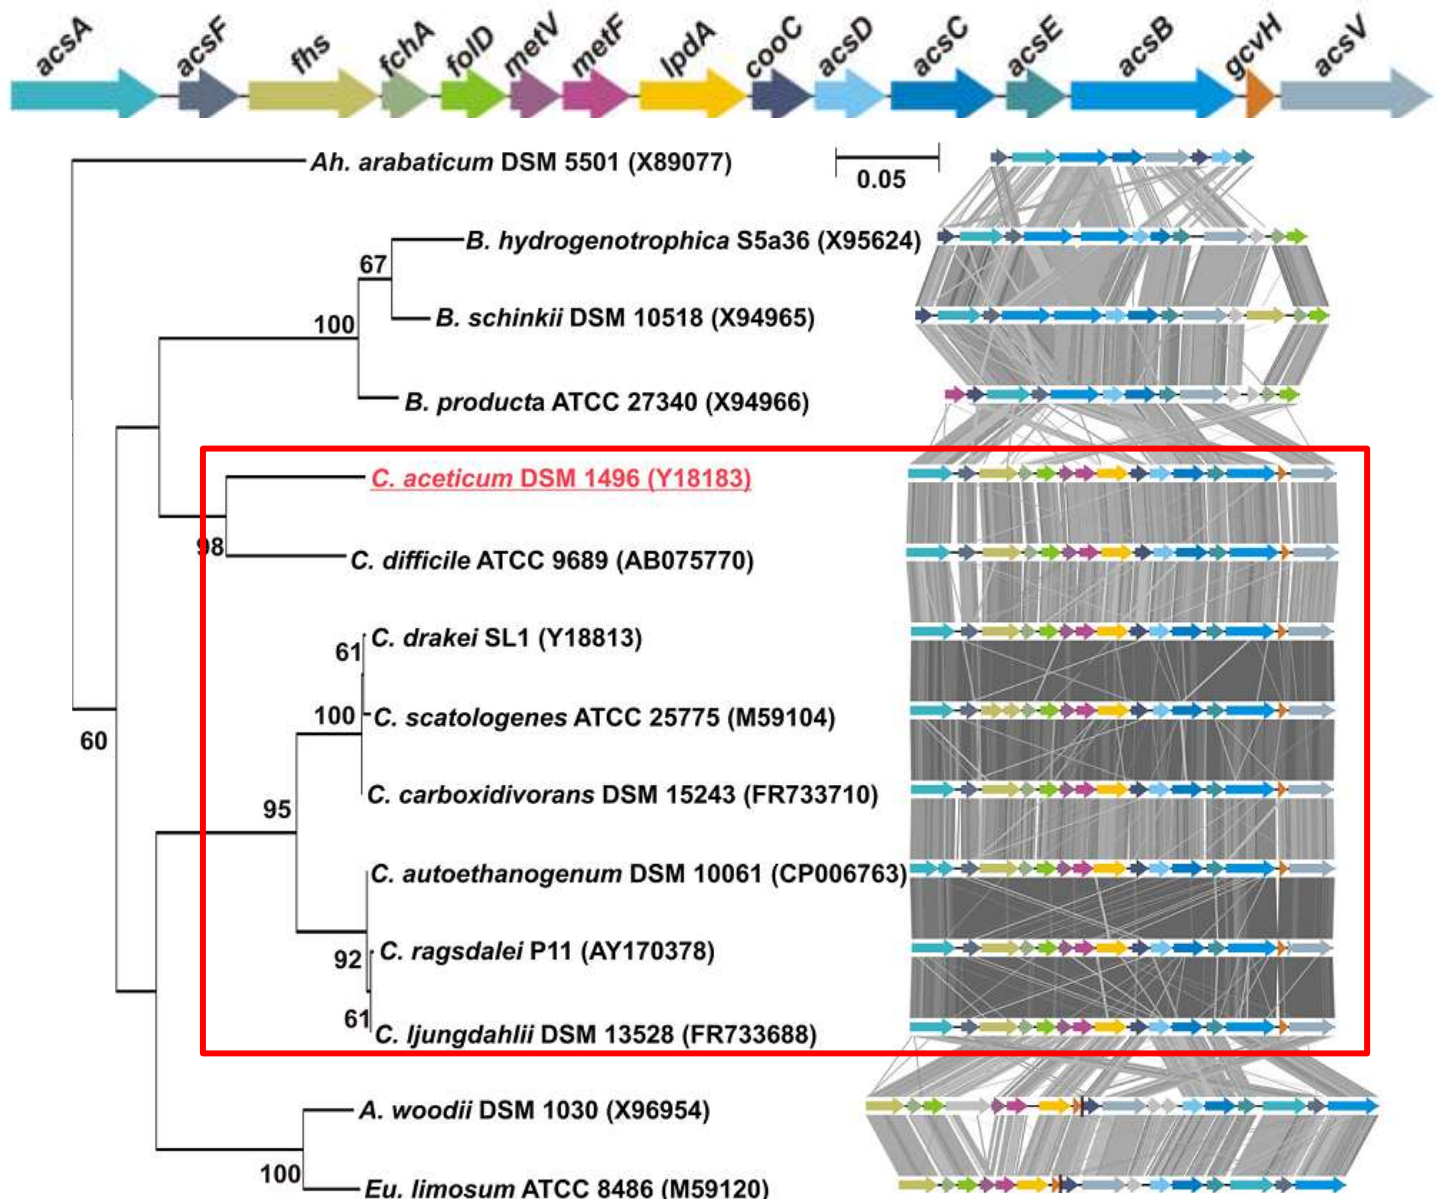 acsA acsF fhs fchA folD metV metF lpdA cooC acsD acsC acsE acsB gcvH acsV
Ah. arabaticum DSM 5501 (X89077)
0.05
B. hydrogenotrophica S5a36 (X95624)
67
B. schinkii DSM 10518 (X94965)
100
B. producta ATCC 27340 (X94966)
C. aceticum DSM 1496 (Y18183)
98
C. difficile ATCC 9689 (AB075770)
C. drakei SL1 (Y18813)
61
C. scatologenes ATCC 25775 (M59104)
100
60
C. carboxidivorans DSM 15243 (FR733710)
95
C. autoethanogenum DSM 10061 (CP006763)
C. ragsdalei P11 (AY170378)
92
61
C. ljungdahlii DSM 13528 (FR733688)
A. woodii DSM 1030 (X96954)
100
Eu. limosum ATCC 8486 (M59120)